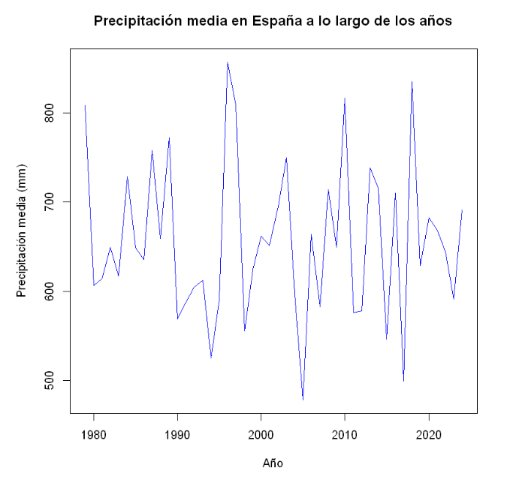 Precipitación media en España a lo largo de los años
Precipitación media (mm)
800
700
600
500
1980 1990 2000 2010 2020
Año